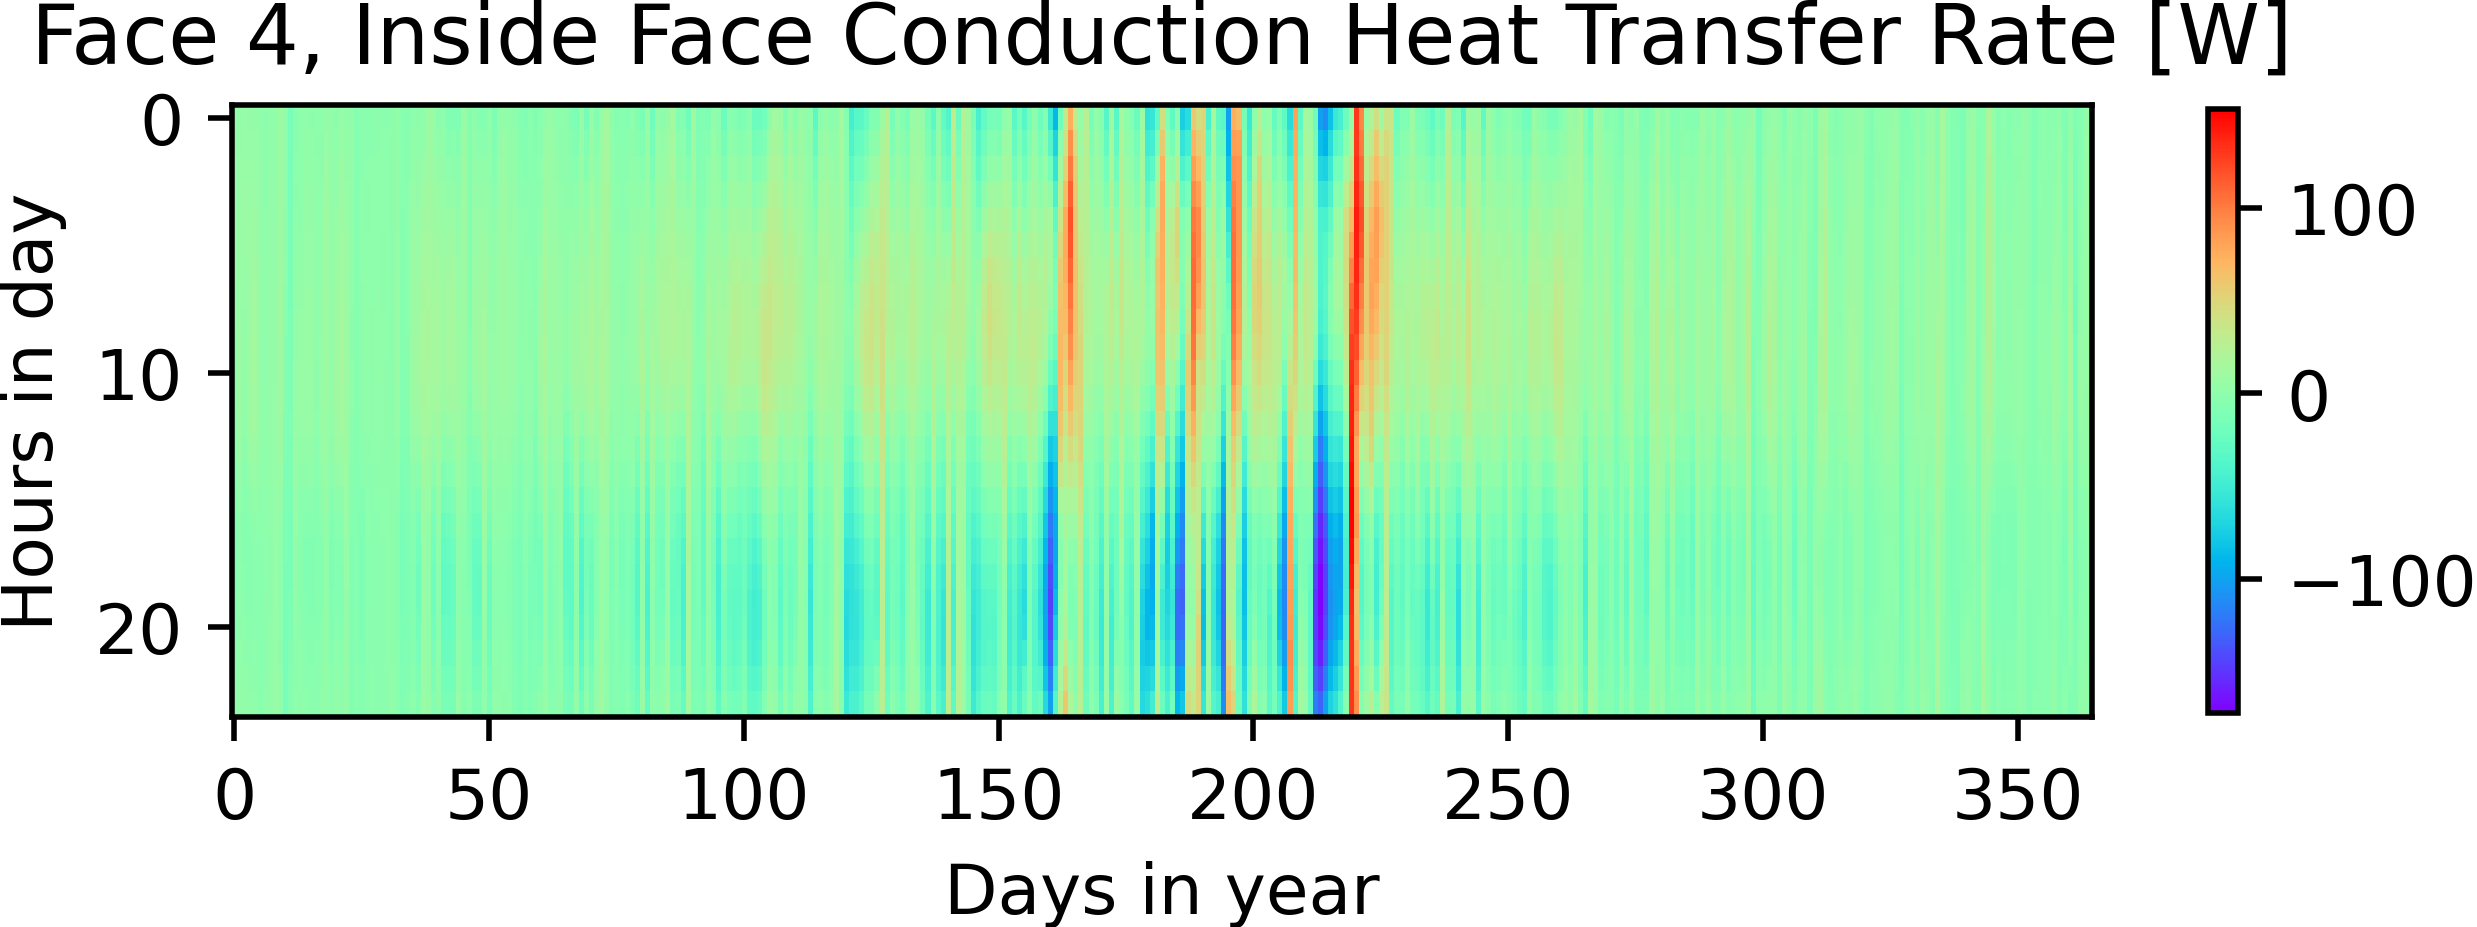 Face 4, Inside Face Conduction Heat Transfer Rate [W]
Hours in day
0
10
20
0 50 100 150 200 250 300 350
Days in year
100
0
−100